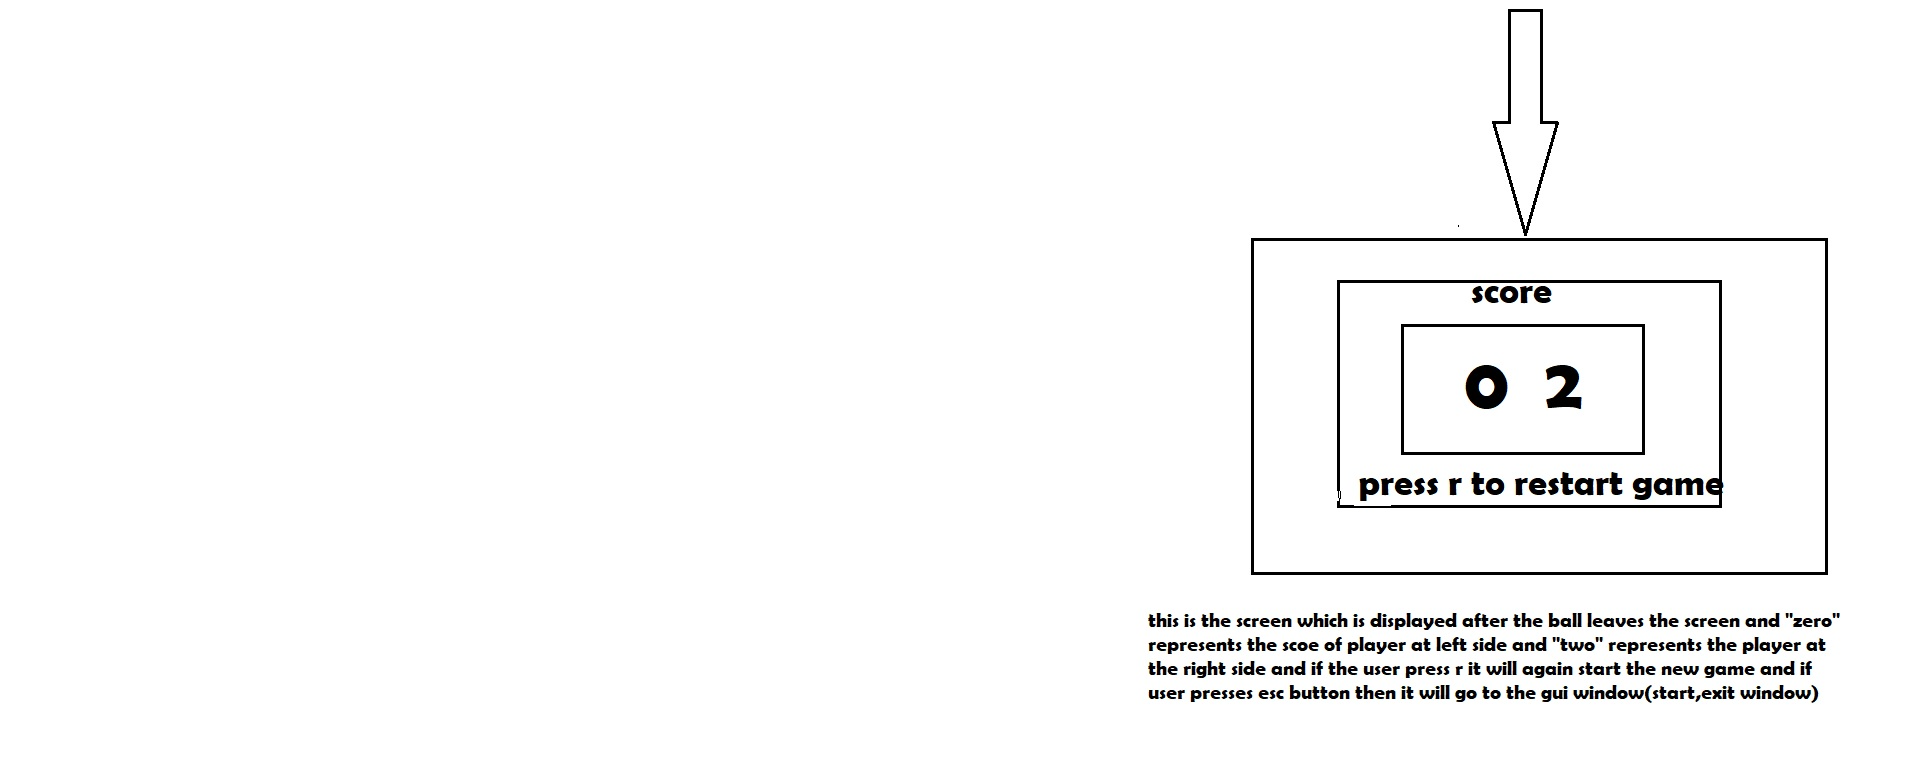 score
0 2
press r to restart game
this is the screen which is displayed after the ball leaves the screen and "zero"
represents the scoe of player at left side and "two" represents the player at
the right side and if the user press r it will again start the new game and if
user presses esc button then it will go to the gui window(start,exit window)